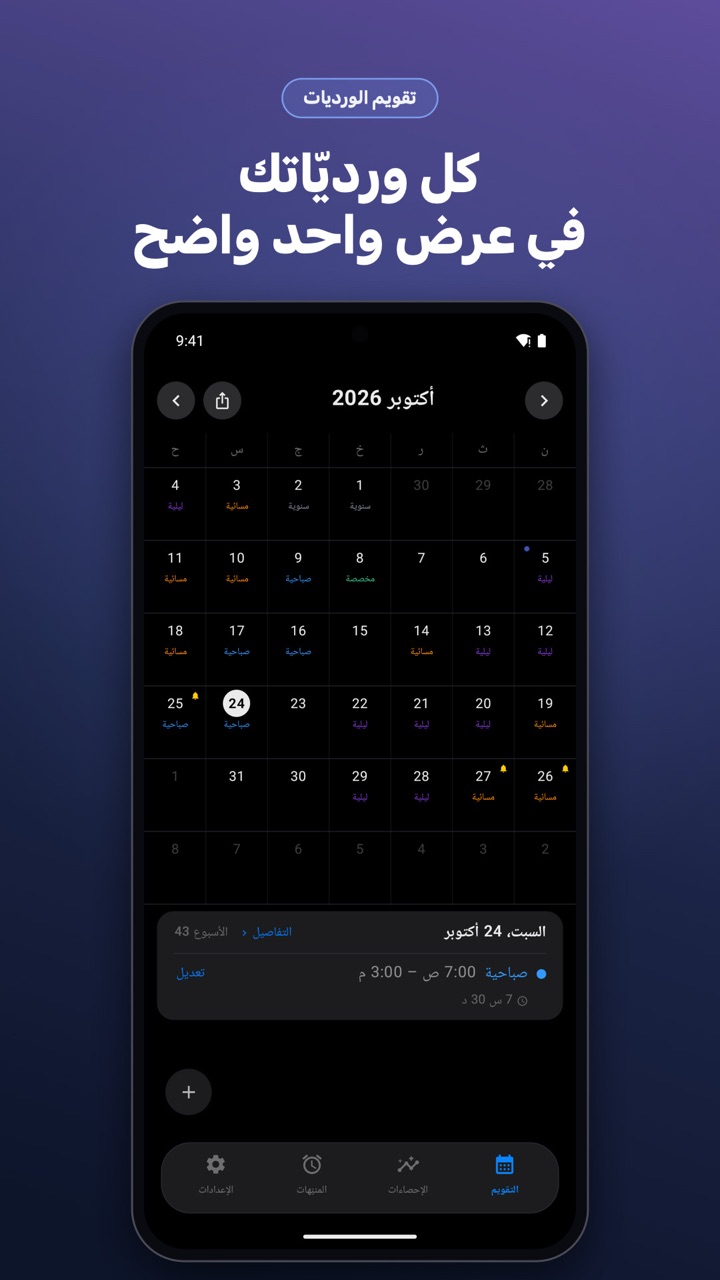 تقويم الورديات
كل ورديّاتك
في عرض واحد واضح
9:41
أكتوبر 2026
ن ث ر خ ج س ح
28 29 30 1 2 3 4
سنوية سنوية مسائية ليلية
5 6 7 8 9 10 11
ليلية مخصصة صباحية مسائية مسائية
12 13 14 15 16 17 18
ليلية ليلية مسائية صباحية صباحية مسائية
19 20 21 22 23 24 25
مسائية ليلية ليلية ليلية صباحية صباحية
26 27 28 29 30 31 1
مسائية مسائية ليلية ليلية
2 3 4 5 6 7 8
السبت، 24 أكتوبر التفاصيل الأسبوع 43
صباحية 7:00 ص – 3:00 م تعديل
7 س 30 د
التقويم الإحصاءات المنبهات الإعدادات